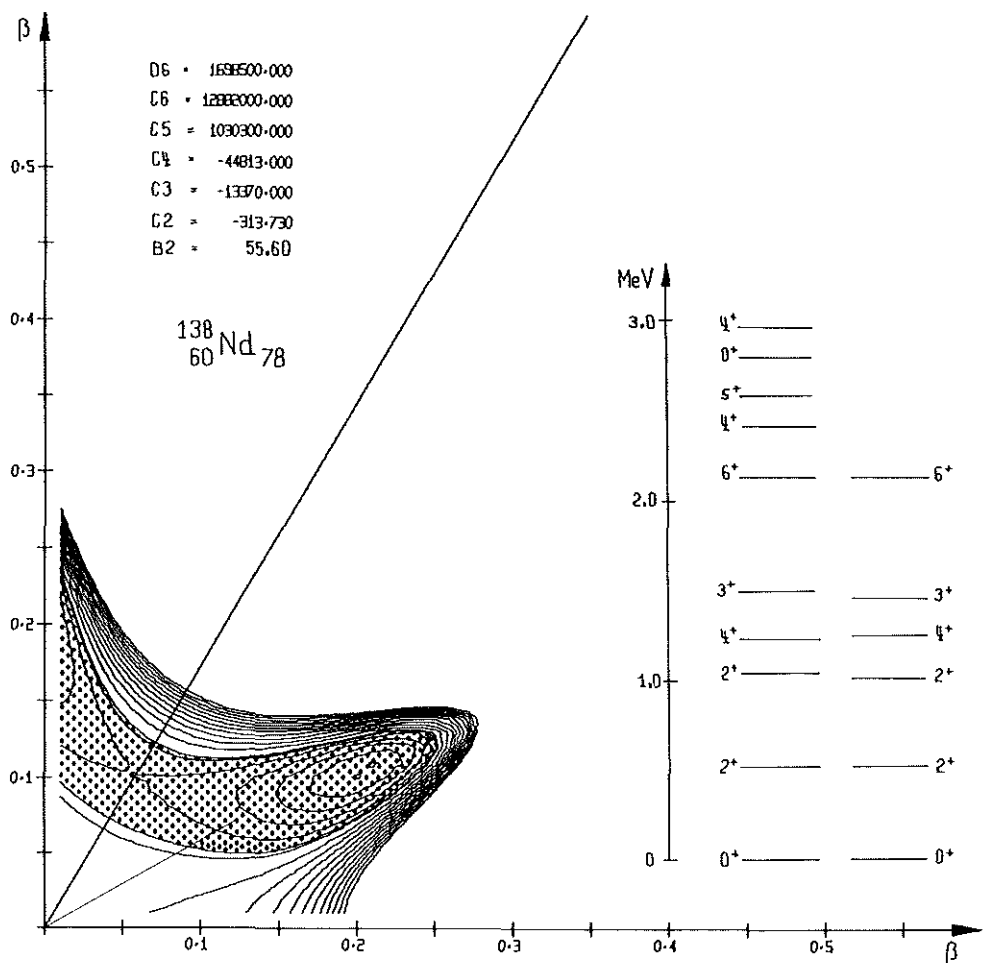 β
D6 = 1698500.000
C6 = 12882000.000
C5 = 1030300.000
C4 = -44813.000
C3 = -13370.000
C2 = -313.730
B2 = 55.60
138
60 Nd 78
0.5
0.4
0.3
0.2
0.1
0.1 0.2 0.3 0.4 0.5
β
MeV
3.0
2.0
1.0
0
4+
0+
5+
4+
6+ 6+
3+ 3+
4+ 4+
2+ 2+
2+ 2+
0+ 0+